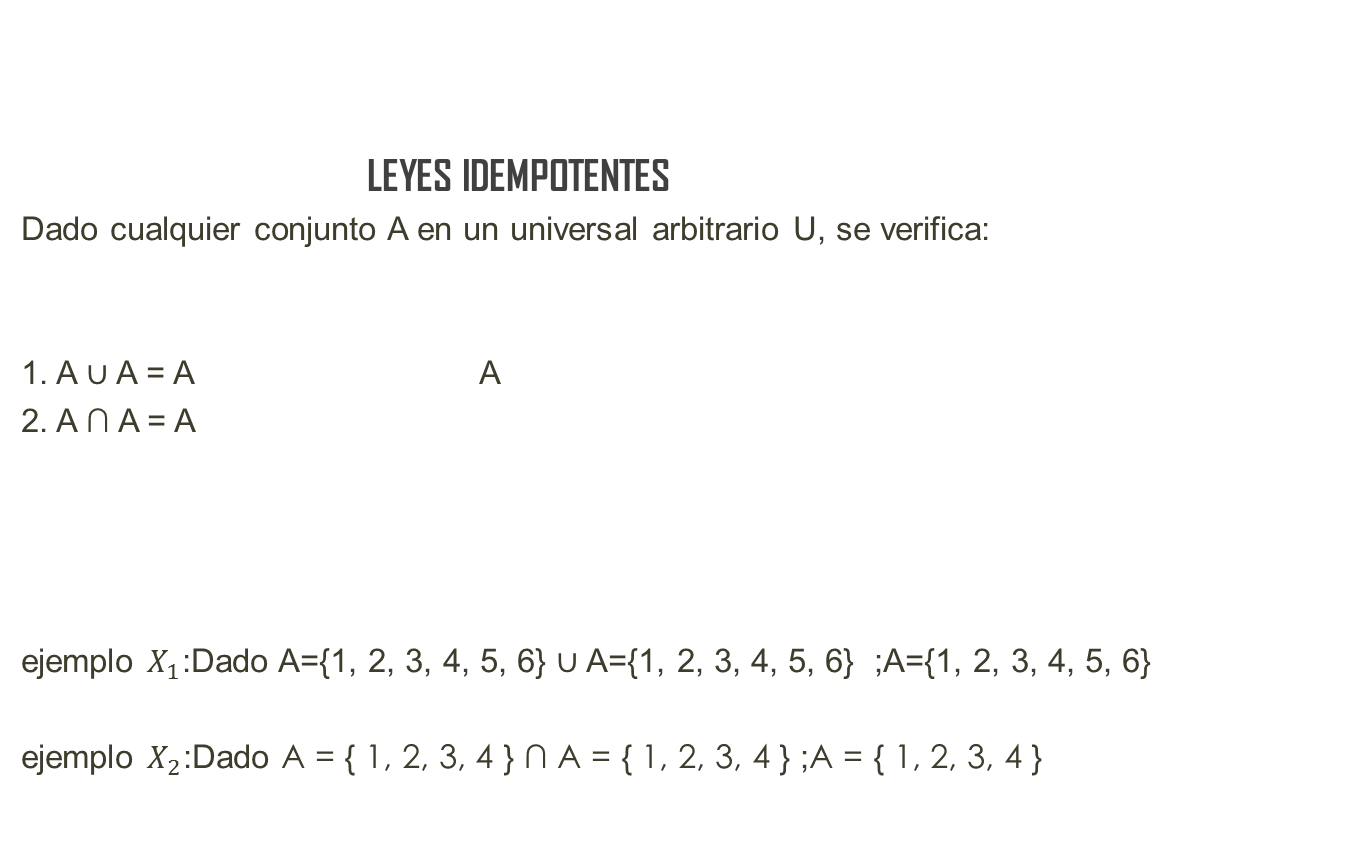 LEYES IDEMPOTENTES
Dado cualquier conjunto A en un universal arbitrario U, se verifica:
1. A ∪ A = A A
2. A ∩ A = A
ejemplo X₁:Dado A={1, 2, 3, 4, 5, 6} ∪ A={1, 2, 3, 4, 5, 6} ;A={1, 2, 3, 4, 5, 6}
ejemplo X₂:Dado A = { 1, 2, 3, 4 } ∩ A = { 1, 2, 3, 4 } ;A = { 1, 2, 3, 4 }